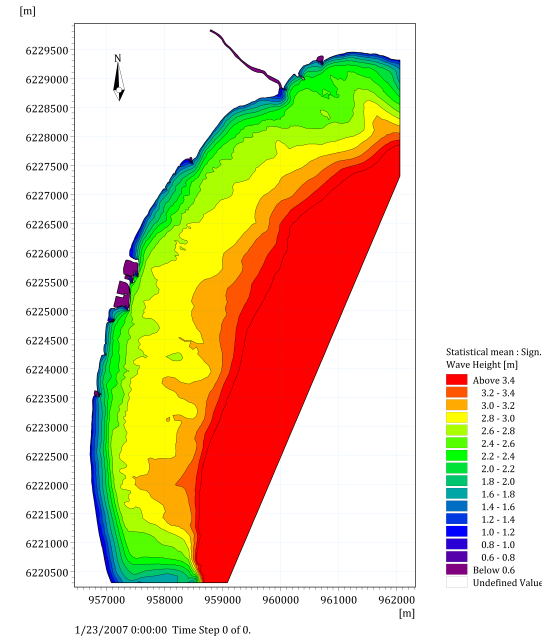 [m]
N
6229500
6229000
6228500
6228000
6227500
6227000
6226500
6226000
6225500
6225000
6224500
6224000
6223500
6223000
6222500
6222000
6221500
6221000
6220500
957000 958000 959000 960000 961000 962000
[m]
Statistical mean : Sign.
Wave Height [m]
Above 3.4
3.2 - 3.4
3.0 - 3.2
2.8 - 3.0
2.6 - 2.8
2.4 - 2.6
2.2 - 2.4
2.0 - 2.2
1.8 - 2.0
1.6 - 1.8
1.4 - 1.6
1.2 - 1.4
1.0 - 1.2
0.8 - 1.0
0.6 - 0.8
Below 0.6
Undefined Value
1/23/2007 0:00:00 Time Step 0 of 0.